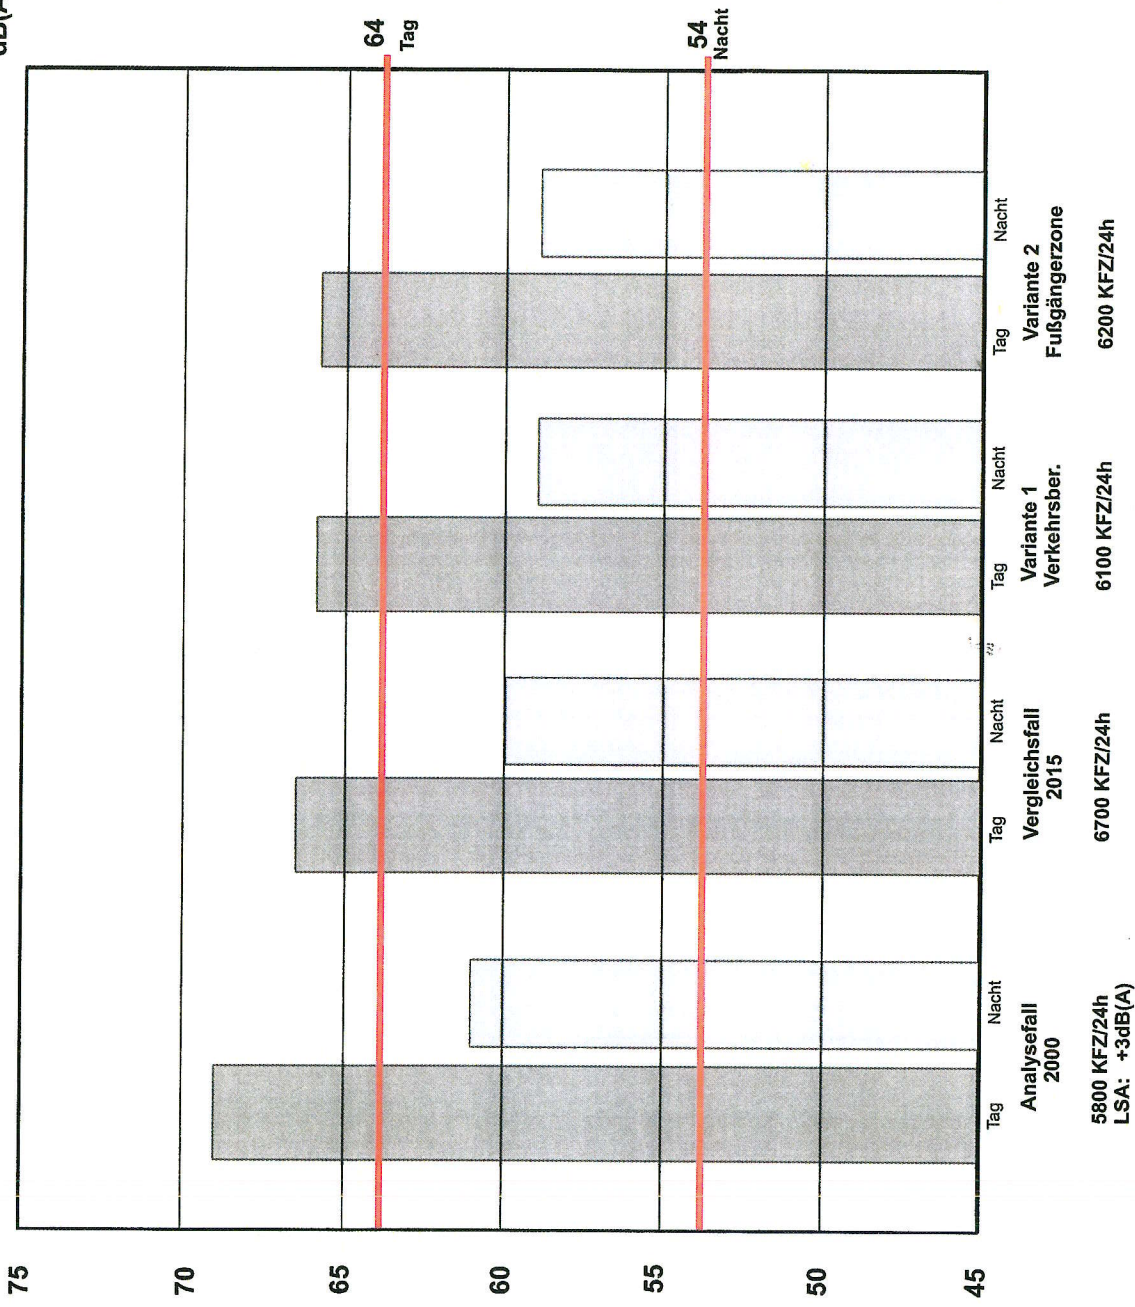 75
70
65
60
55
50
45
64
Tag
54
Nacht
Tag
Nacht
Analysefall
2000
5800 KFZ/24h
LSA: +3dB(A)
Tag
Nacht
Vergleichsfall
2015
6700 KFZ/24h
Tag
Nacht
Variante 1
Verkehrsber.
6100 KFZ/24h
Tag
Nacht
Variante 2
Fußgängerzone
6200 KFZ/24h